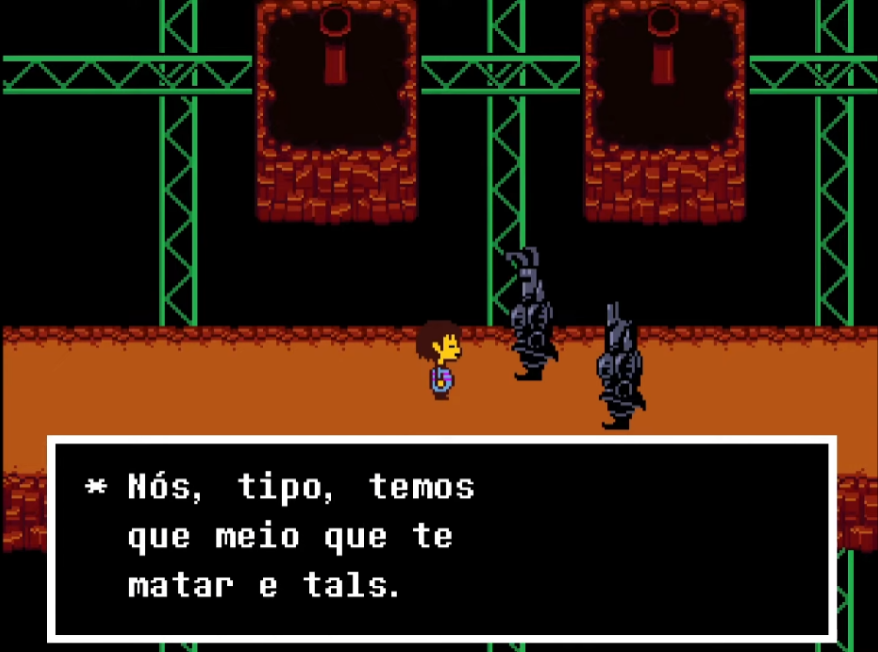 * Nós, tipo, temos
que meio que te
matar e tals.